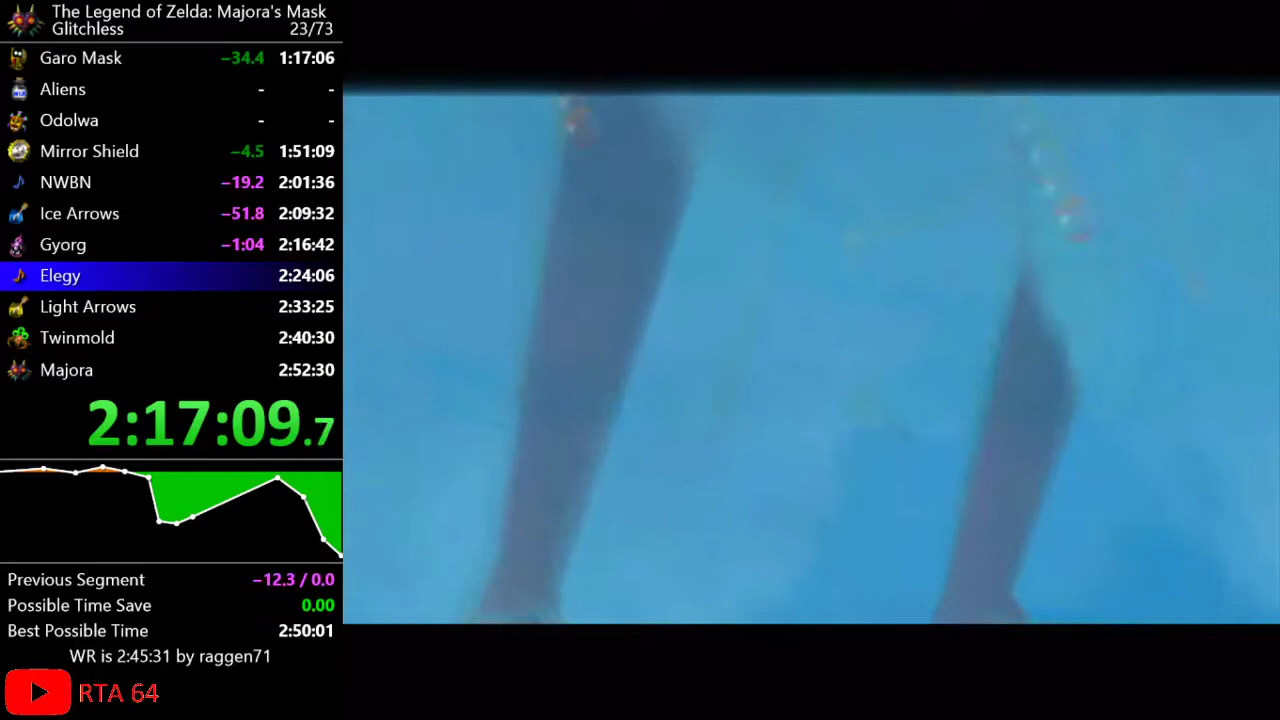 The Legend of Zelda: Majora's Mask
Glitchless 23/73
Garo Mask −34.4 1:17:06
Aliens - -
Odolwa - -
Mirror Shield −4.5 1:51:09
NWBN −19.2 2:01:36
Ice Arrows −51.8 2:09:32
Gyorg −1:04 2:16:42
Elegy 2:24:06
Light Arrows 2:33:25
Twinmold 2:40:30
Majora 2:52:30
2:17:09.7
Previous Segment −12.3 / 0.0
Possible Time Save 0.00
Best Possible Time 2:50:01
WR is 2:45:31 by raggen71
RTA 64